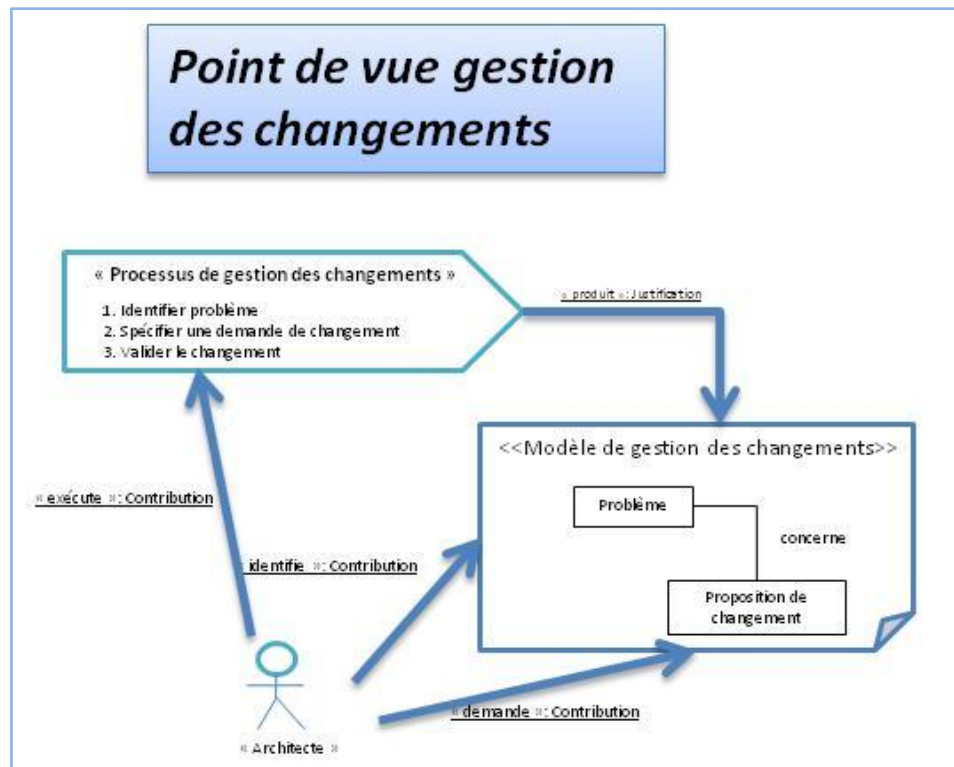 Point de vue gestion
des changements
« Processus de gestion des changements »
1. Identifier problème
2. Spécifier une demande de changement
3. Valider le changement
« produit »: Justification
<<Modèle de gestion des changements>>
Problème
concerne
Proposition de
changement
« exécute »: Contribution
identifie »: Contribution
« demande »: Contribution
« Architecte »